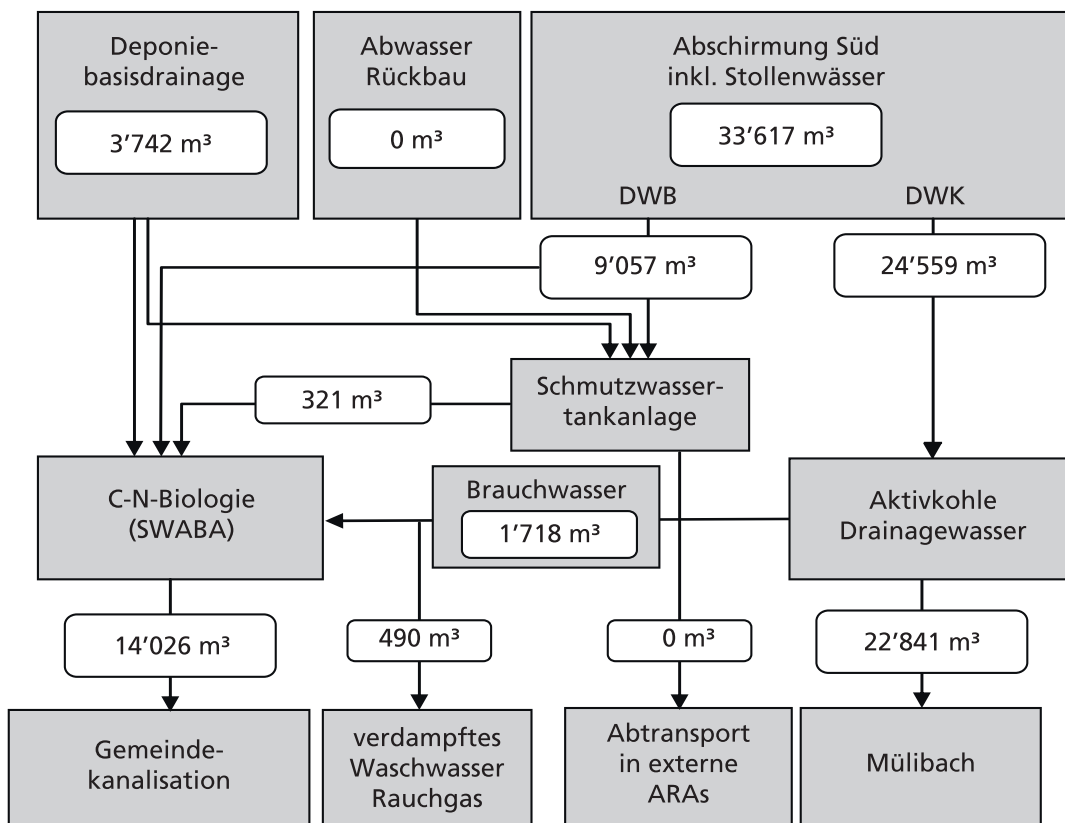 Deponie-
basisdrainage
3’742 m³
Abwasser
Rückbau
0 m³
Abschirmung Süd
inkl. Stollenwässer
33’617 m³
DWB
DWK
9’057 m³
24’559 m³
321 m³
Schmutzwasser-
tankanlage
C-N-Biologie
(SWABA)
Brauchwasser
1’718 m³
Aktivkohle
Drainagewasser
14’026 m³
490 m³
0 m³
22’841 m³
Gemeinde-
kanalisation
verdampftes
Waschwasser
Rauchgas
Abtransport
in externe
ARAs
Mülibach